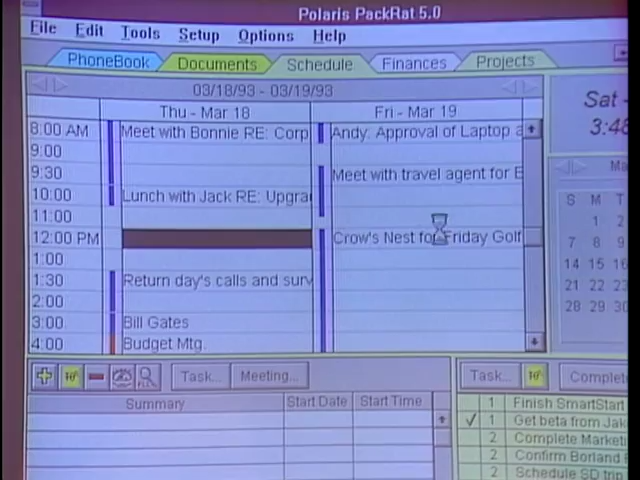 Polaris PackRat 5.0
File Edit Tools Setup Options Help
PhoneBook Documents Schedule Finances Projects
03/18/93 - 03/19/93
Thu - Mar 18 Fri - Mar 19
Sat -
3:48
8:00 AM Meet with Bonnie RE: Corp Andy: Approval of Laptop a
9:00
9:30 Meet with travel agent for E
10:00 Lunch with Jack RE: Upgra
11:00
12:00 PM Crow's Nest for Friday Golf
1:00
1:30 Return day's calls and surv
2:00
3:00 Bill Gates
4:00 Budget Mtg.
Ma
S M T
1 2
7 8 9
14 15 16
21 22 23
28 29 30
Task... Meeting...
Summary Start Date Start Time
Task... Complete
1 Finish SmartStart
✓ 1 Get beta from Jak
2 Complete Marketi
2 Confirm Borland
2 Schedule SD trip